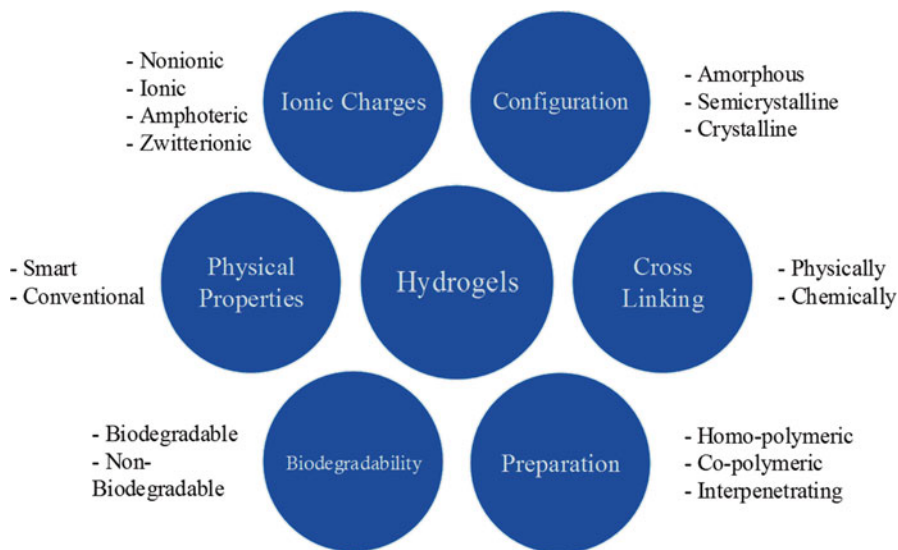 - Nonionic
- Ionic
- Amphoteric
- Zwitterionic
Ionic Charges
Configuration
- Amorphous
- Semicrystalline
- Crystalline
- Smart
- Conventional
Physical
Properties
Hydrogels
Cross
Linking
- Physically
- Chemically
- Biodegradable
- Non-
Biodegradable
Biodegradability
Preparation
- Homo-polymeric
- Co-polymeric
- Interpenetrating